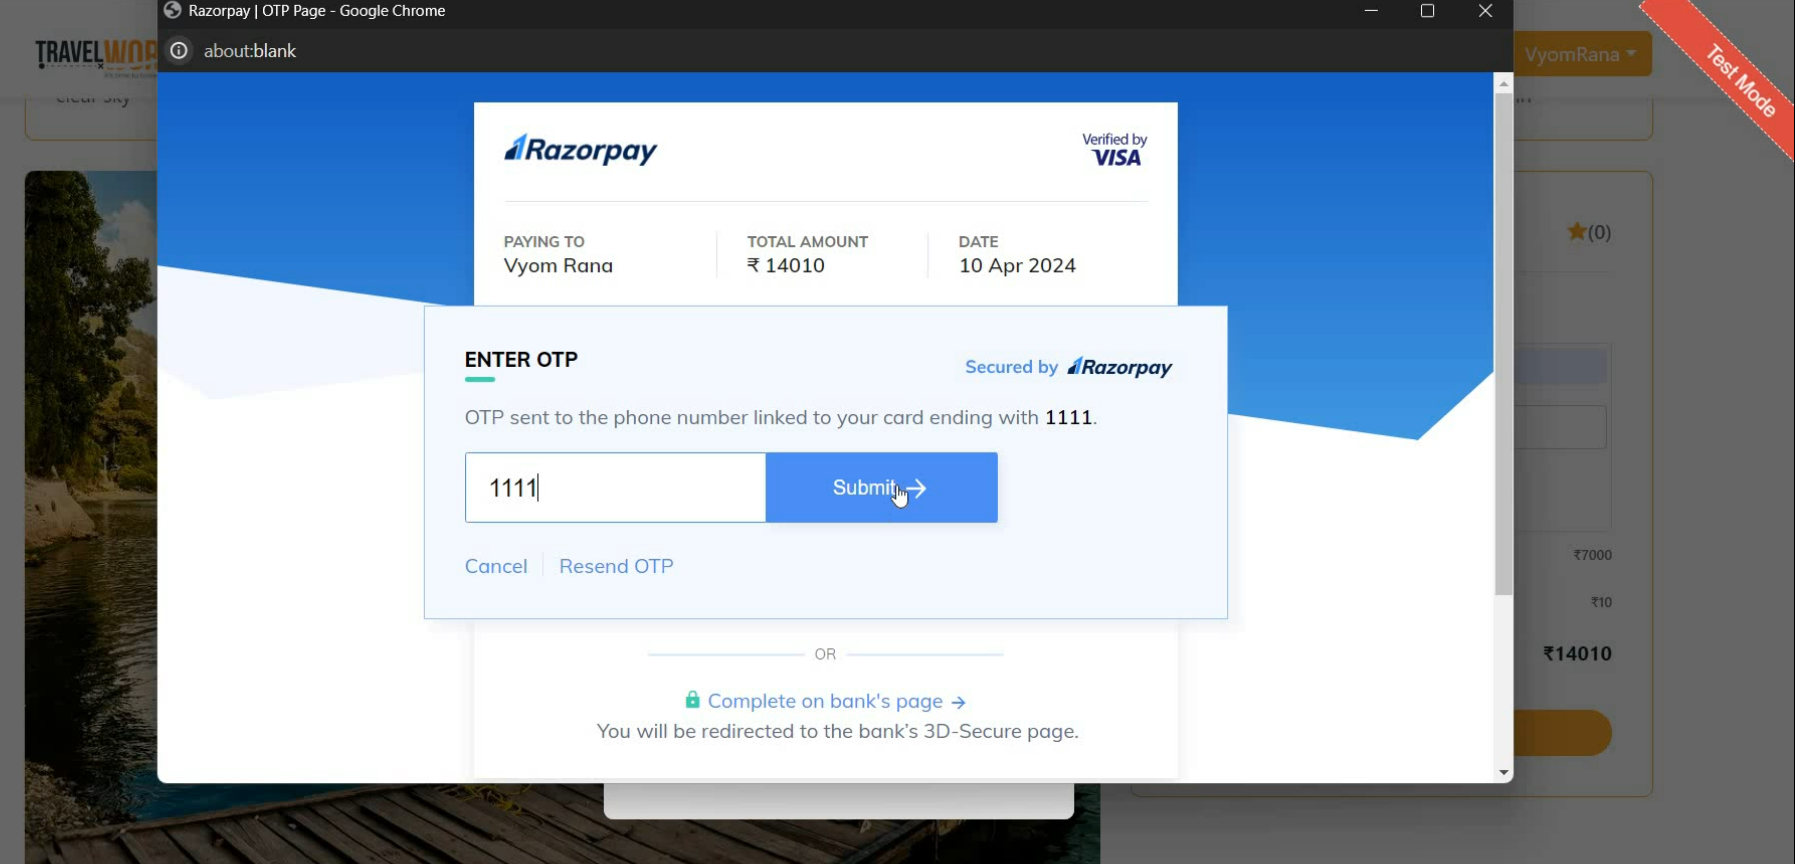 Razorpay | OTP Page - Google Chrome
about:blank
TRAVEL
VyomRana
Test Mode
clear sky
Razorpay
Verified by
VISA
PAYING TO
Vyom Rana
TOTAL AMOUNT
₹ 14010
DATE
10 Apr 2024
(0)
ENTER OTP
Secured by Razorpay
OTP sent to the phone number linked to your card ending with 1111.
1111
Submit
Cancel
Resend OTP
₹7000
₹10
₹14010
OR
Complete on bank's page
You will be redirected to the bank’s 3D-Secure page.